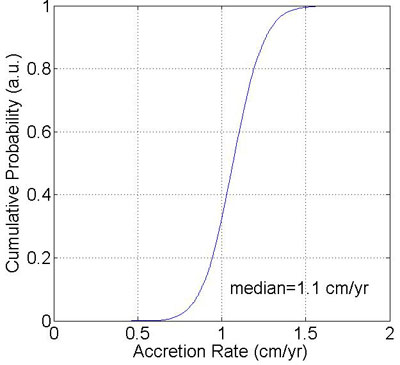 1
0.8
0.6
0.4
0.2
0
Cumulative Probability (a.u.)
median=1.1 cm/yr
0 0.5 1 1.5 2
Accretion Rate (cm/yr)